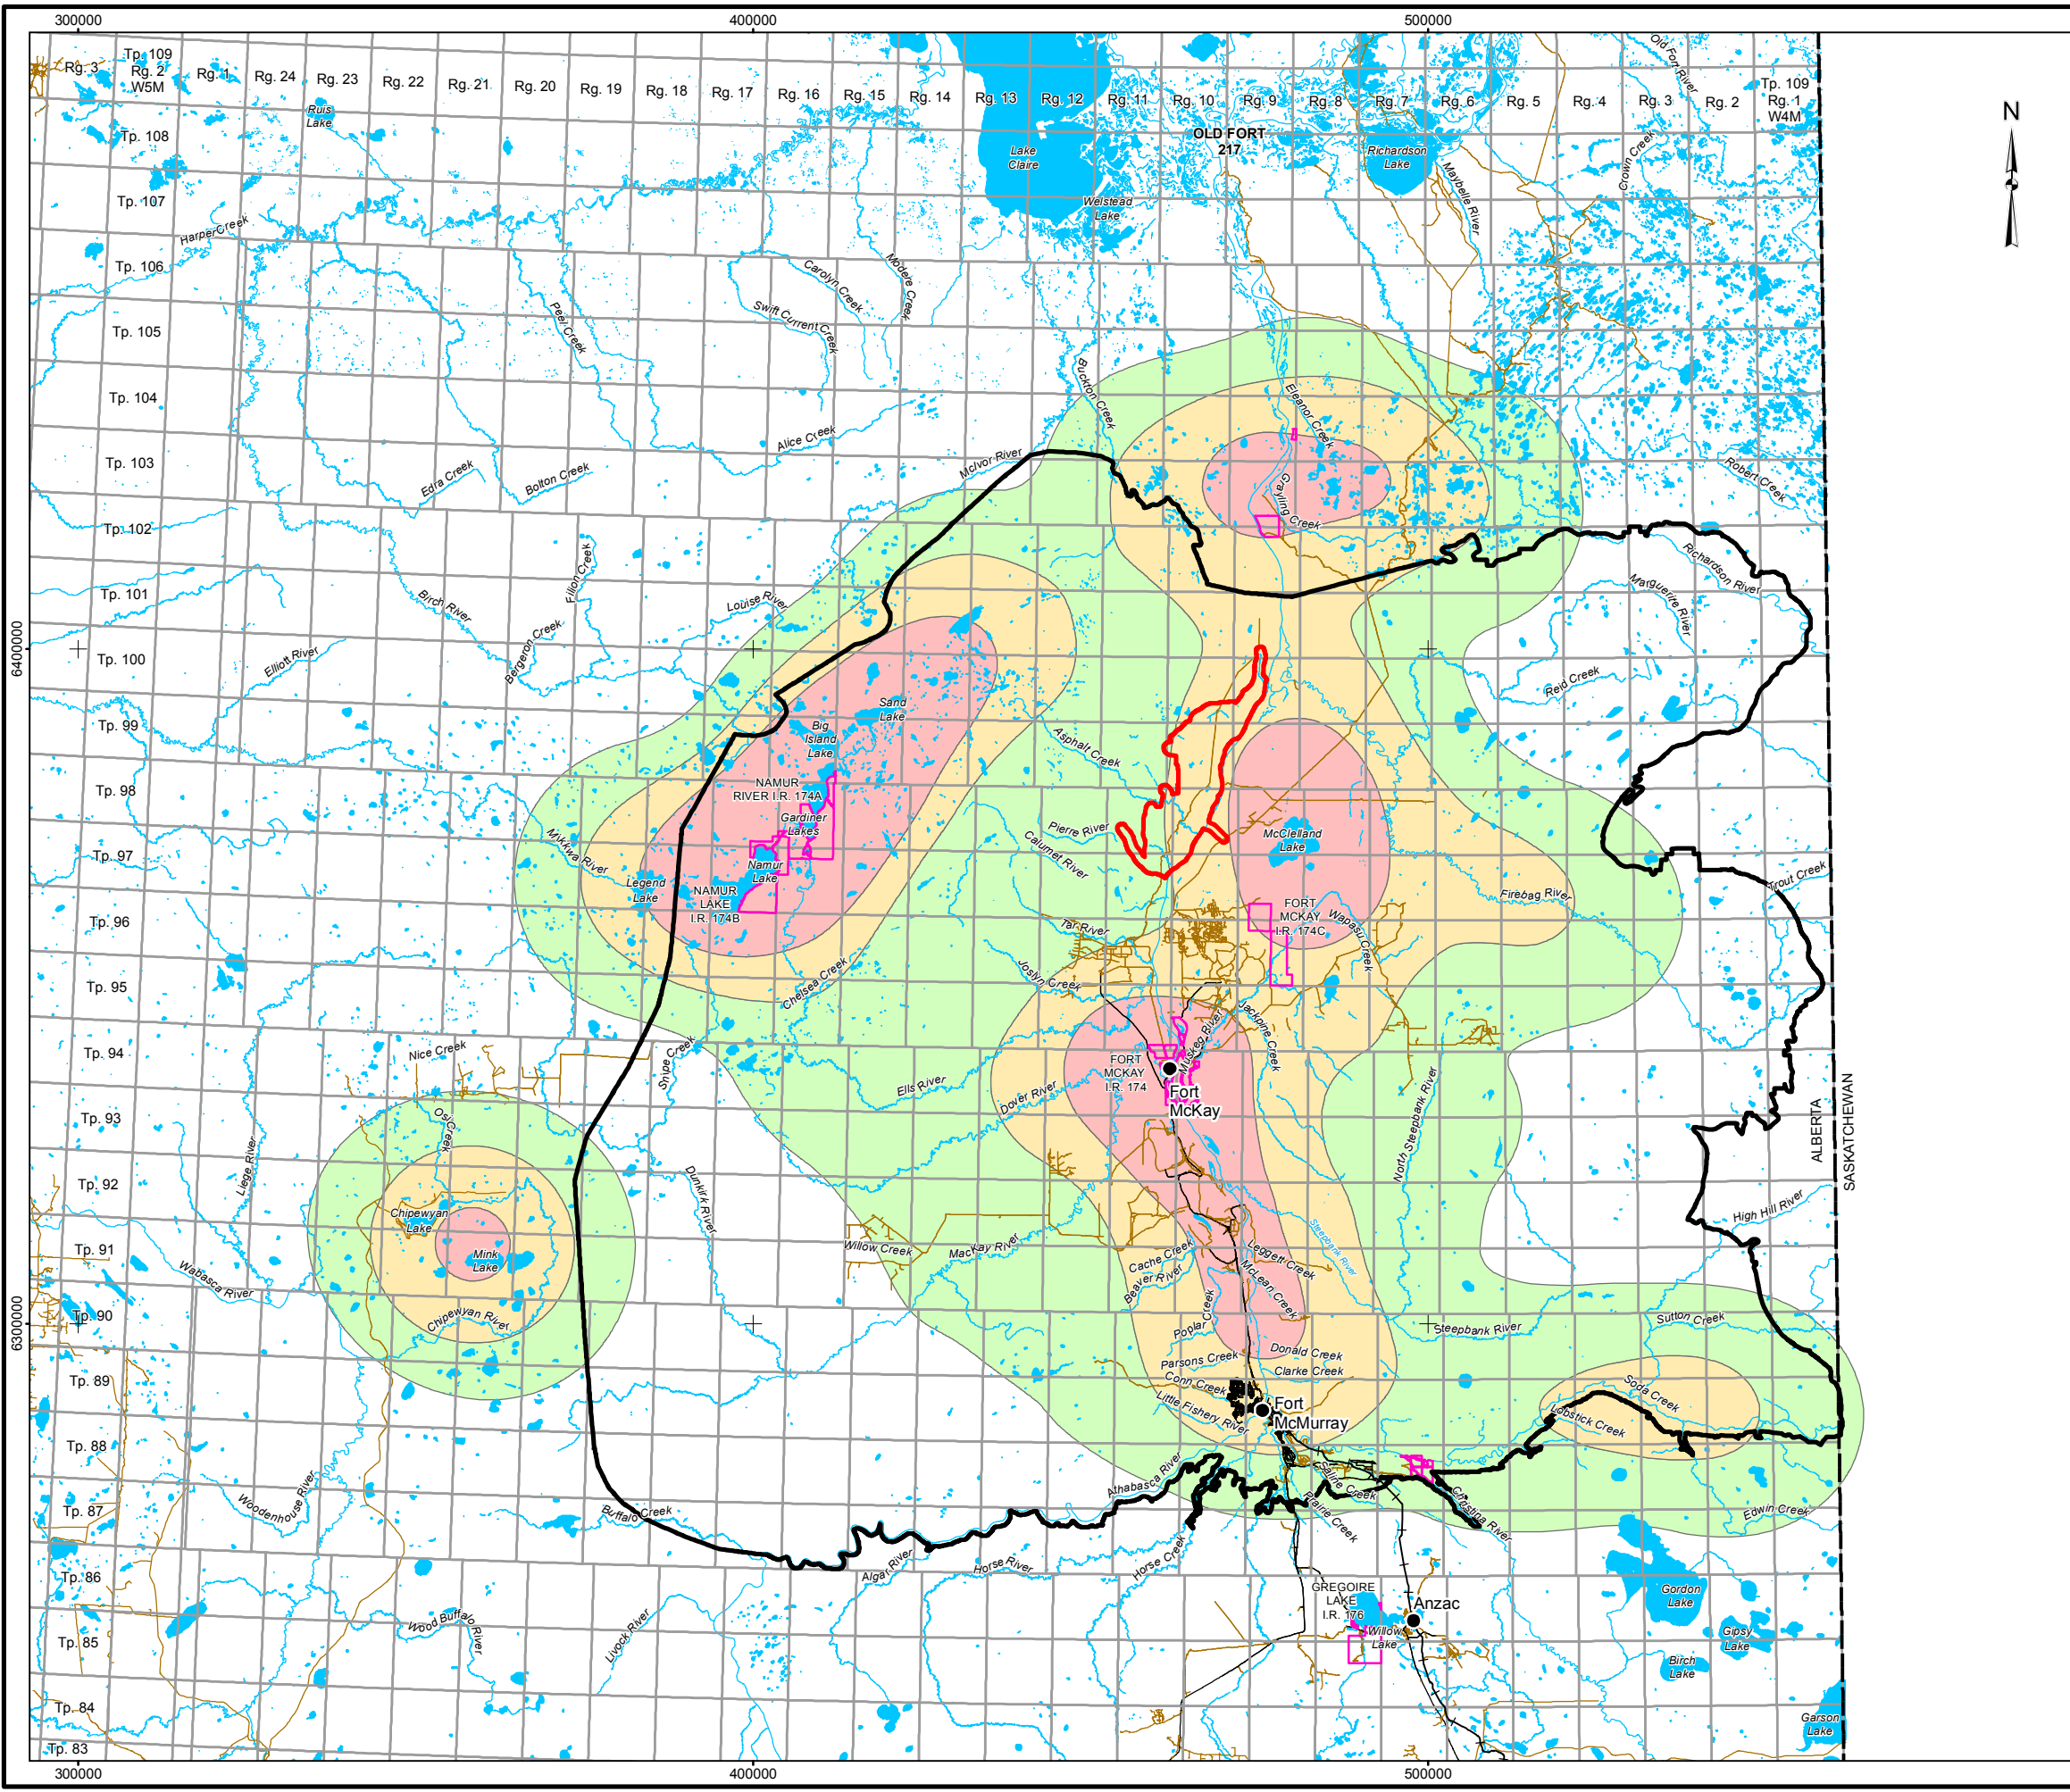 300000
400000
500000
Rg. 3
Tp. 109
Rg. 2
W5M
Rg. 1
Rg. 24
Rg. 23
Rg. 22
Rg. 21
Rg. 20
Rg. 19
Rg. 18
Rg. 17
Rg. 16
Rg. 15
Rg. 14
Rg. 13
Rg. 12
Rg. 11
Rg. 10
Rg. 9
Rg. 8
Rg. 7
Rg. 6
Rg. 5
Rg. 4
Rg. 3
Rg. 2
Tp. 109
Rg. 1
W4M
N
Old Fort River
Ruis
Lake
Tp. 108
OLD FORT
217
Lake
Claire
Richardson
Lake
Crown Creek
Maybelle River
Tp. 107
Welstead
Lake
Harper Creek
Tp. 106
Carolyn Creek
Modere Creek
Peel Creek
Swift Current Creek
Tp. 105
Buckton Creek
Eleanor Creek
Tp. 104
Alice Creek
McIvor River
Tp. 103
Edra Creek
Bolton Creek
Robert Creek
Grayling Creek
Tp. 102
Fillion Creek
Richardson River
Marguerite River
Tp. 101
Birch River
Louise River
Bergeron Creek
6400000
Tp. 100
Elliott River
Reid Creek
Sand
Lake
Tp. 99
Big
Island
Lake
Asphalt Creek
Tp. 98
NAMUR
RIVER I.R. 174A
Gardiner
Lakes
Pierre River
Calumet River
McClelland
Lake
Mikkwa River
Tp. 97
Namur
Lake
Legend
Lake
NAMUR
LAKE
I.R. 174B
Trout Creek
Firebag River
FORT
MCKAY
I.R. 174C
Wapasu Creek
Tp. 96
Tar River
Joslyn Creek
Chelsea Creek
Tp. 95
Jackpine Creek
Muskeg River
Nice Creek
Snipe Creek
Tp. 94
FORT
MCKAY
I.R. 174
Ells River
Dover River
Fort
McKay
North Steepbank River
ALBERTA
SASKATCHEWAN
Tp. 93
Osi Creek
Liege River
Tp. 92
Dunkirk River
Chipewyan
Lake
High Hill River
Steepbank River
Tp. 91
Mink
Lake
Willow Creek
MacKay River
Cache Creek
Beaver River
Leggett Creek
McLean Creek
Wabasca River
6300000
Tp. 90
Chipewyan River
Poplar Creek
Steepbank River
Sutton Creek
Donald Creek
Parsons Creek
Clarke Creek
Tp. 89
Conn Creek
Little Fishery River
Fort
McMurray
Soda Creek
Lobstick Creek
Tp. 88
Athabasca River
Saline Creek
Woodenhouse River
Buffalo Creek
Prairie Creek
Christina River
Edwin Creek
Tp. 87
Algar River
Horse River
Horse Creek
Tp. 86
GREGOIRE
LAKE
I.R. 176
Anzac
Gordon
Lake
Wood Buffalo River
Livock River
Willow
Lake
Gipsy
Lake
Tp. 85
Birch
Lake
Tp. 84
Garson
Lake
Tp. 83
300000
400000
500000